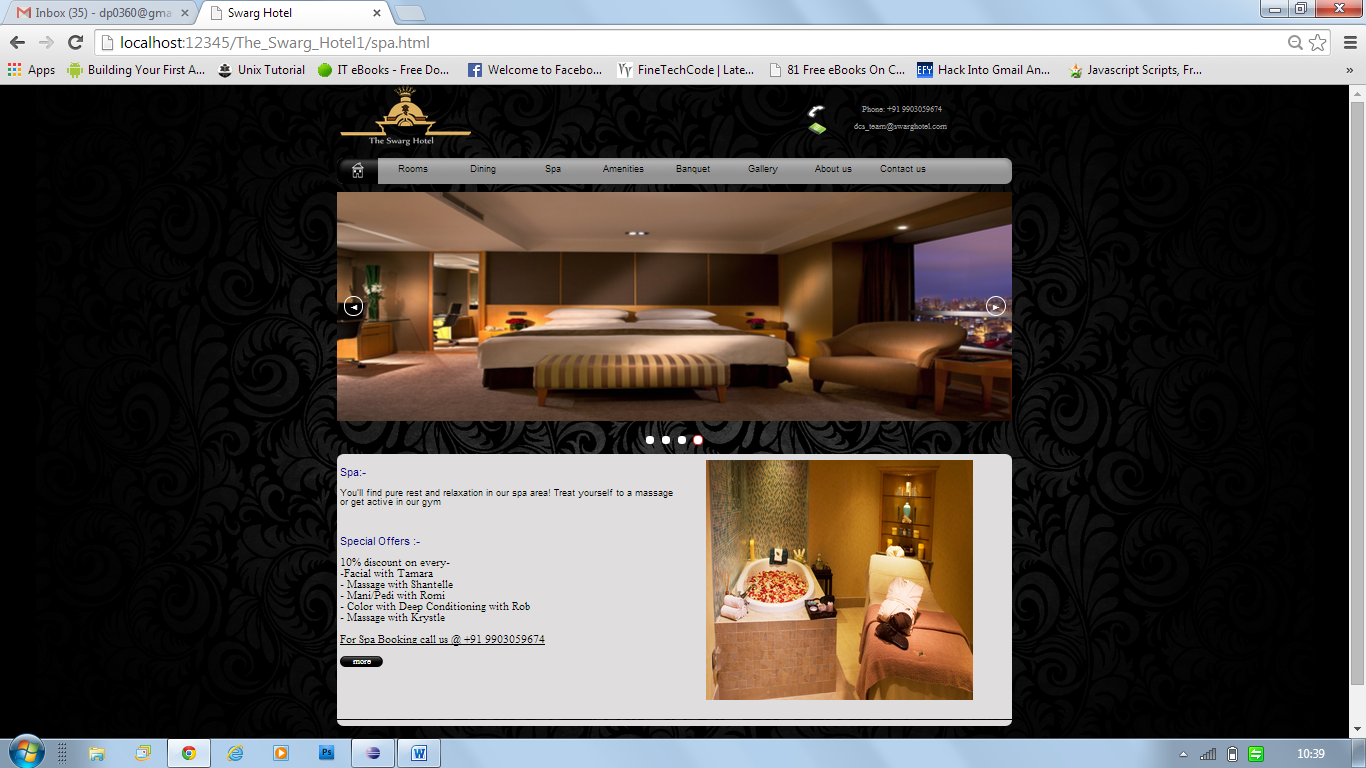 Inbox (35) - dp0360@gma
Swarg Hotel
localhost:12345/The_Swarg_Hotel1/spa.html
Apps
Building Your First A...
Unix Tutorial
IT eBooks - Free Do...
Welcome to Facebo...
FineTechCode | Late...
81 Free eBooks On C...
EFY
Hack Into Gmail An...
Javascript Scripts, Fr...
»
The Swarg Hotel
Phone: +91 9903059674
dcs_team@swarghotel.com
Rooms
Dining
Spa
Amenities
Banquet
Gallery
About us
Contact us
Spa:-
You'll find pure rest and relaxation in our spa area! Treat yourself to a massage
or get active in our gym
Special Offers :-
10% discount on every-
-Facial with Tamara
- Massage with Shantelle
- Mani/Pedi with Romi
- Color with Deep Conditioning with Rob
- Massage with Krystle
For Spa Booking call us @ +91 9903059674
more
Ps
W
10:39